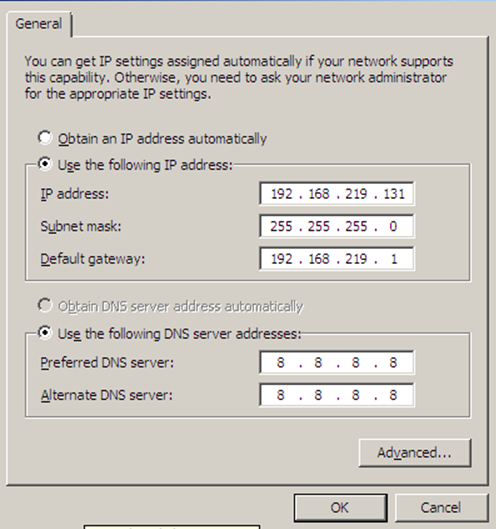 General
You can get IP settings assigned automatically if your network supports
this capability. Otherwise, you need to ask your network administrator
for the appropriate IP settings.
Obtain an IP address automatically
Use the following IP address:
IP address: 192 . 168 . 219 . 131
Subnet mask: 255 . 255 . 255 . 0
Default gateway: 192 . 168 . 219 . 1
Obtain DNS server address automatically
Use the following DNS server addresses:
Preferred DNS server: 8 . 8 . 8 . 8
Alternate DNS server: 8 . 8 . 8 . 8
Advanced...
OK Cancel